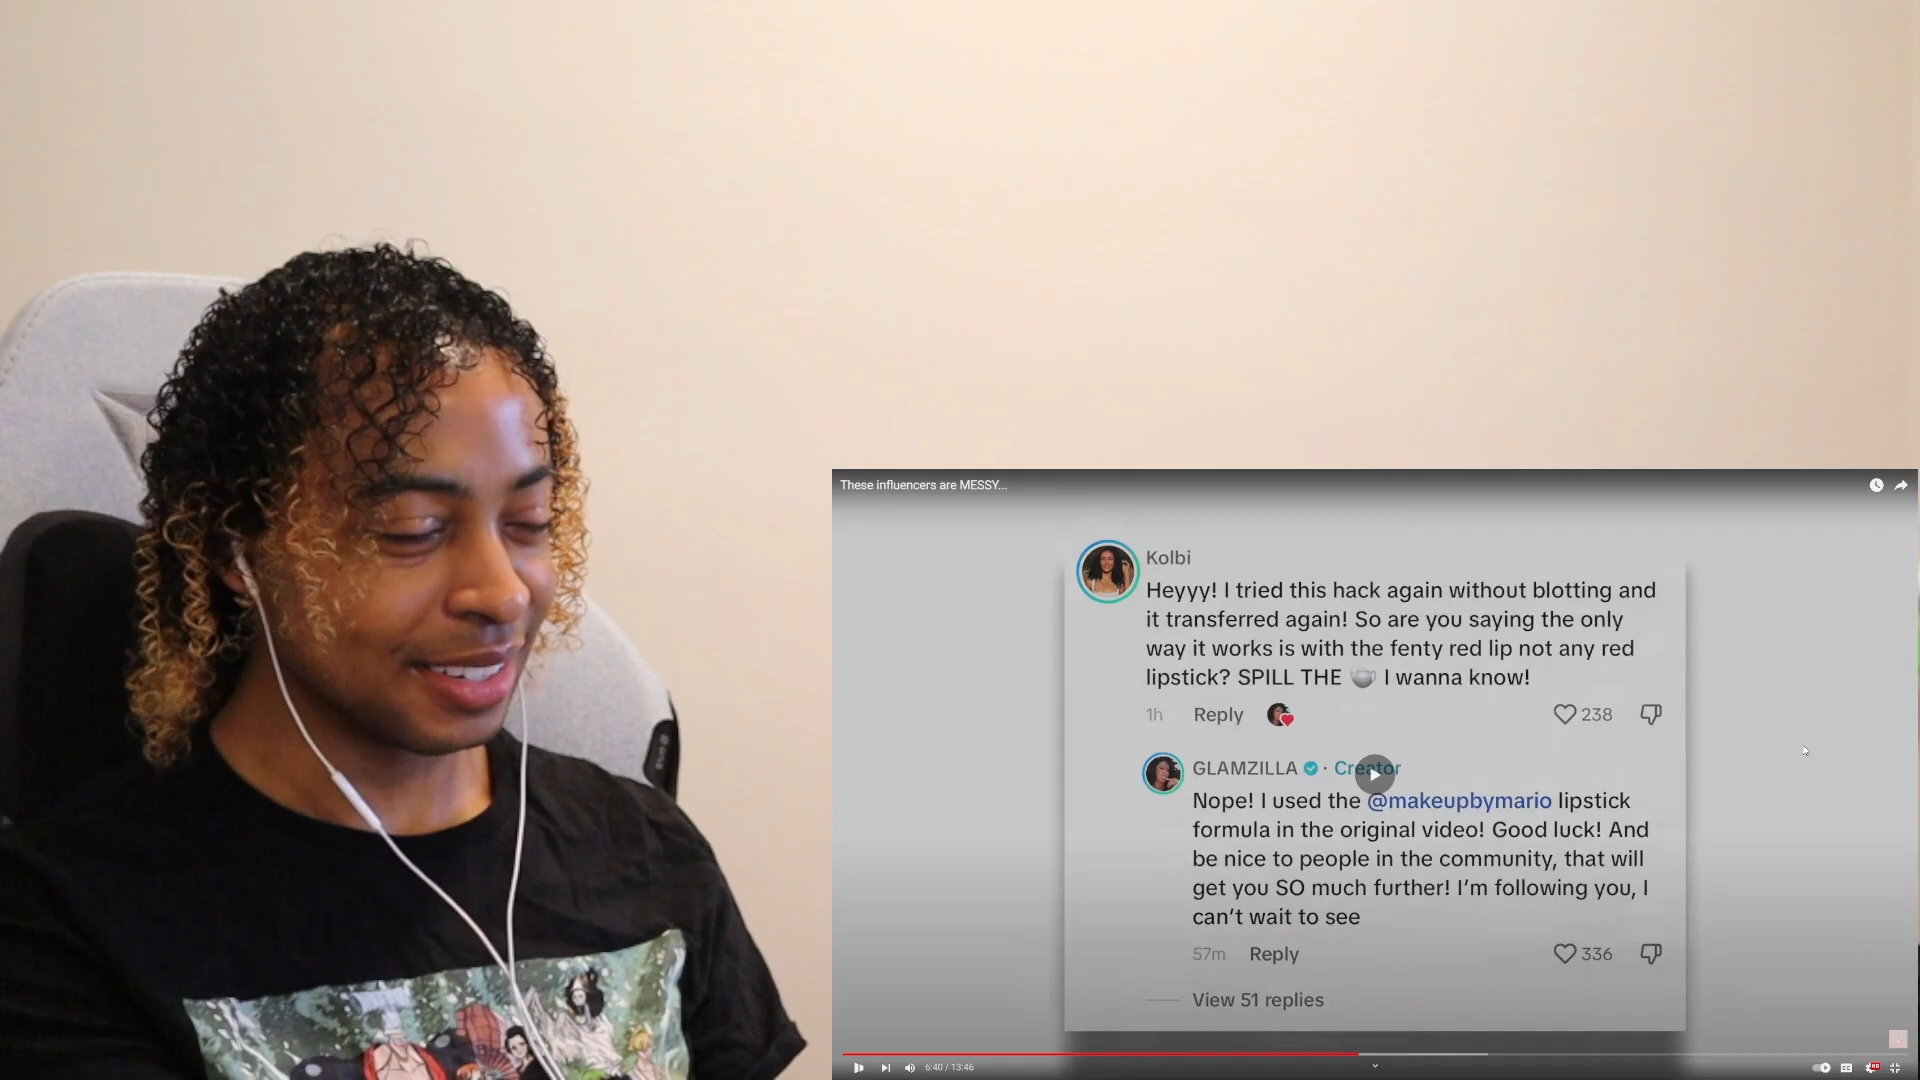 These influencers are MESSY...
Kolbi
Heyyy! I tried this hack again without blotting and
it transferred again! So are you saying the only
way it works is with the fenty red lip not any red
lipstick? SPILL THE 🫖 I wanna know!
1h Reply 238
GLAMZILLA · Creator
Nope! I used the @makeupbymario lipstick
formula in the original video! Good luck! And
be nice to people in the community, that will
get you SO much further! I'm following you, I
can't wait to see
57m Reply 336
View 51 replies
6:40 / 13:46